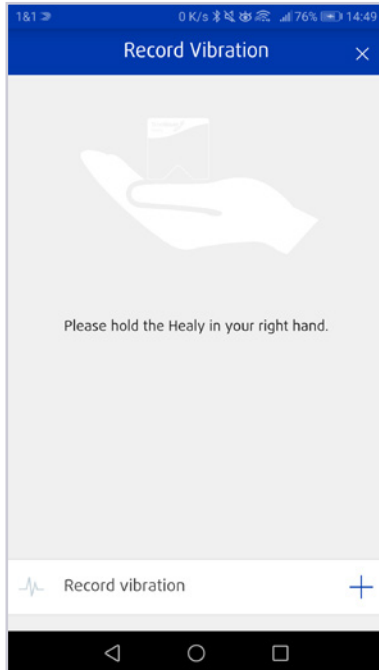 1&1 0 K/s 76% 14:49
Record Vibration
Please hold the Healy in your right hand.
Record vibration